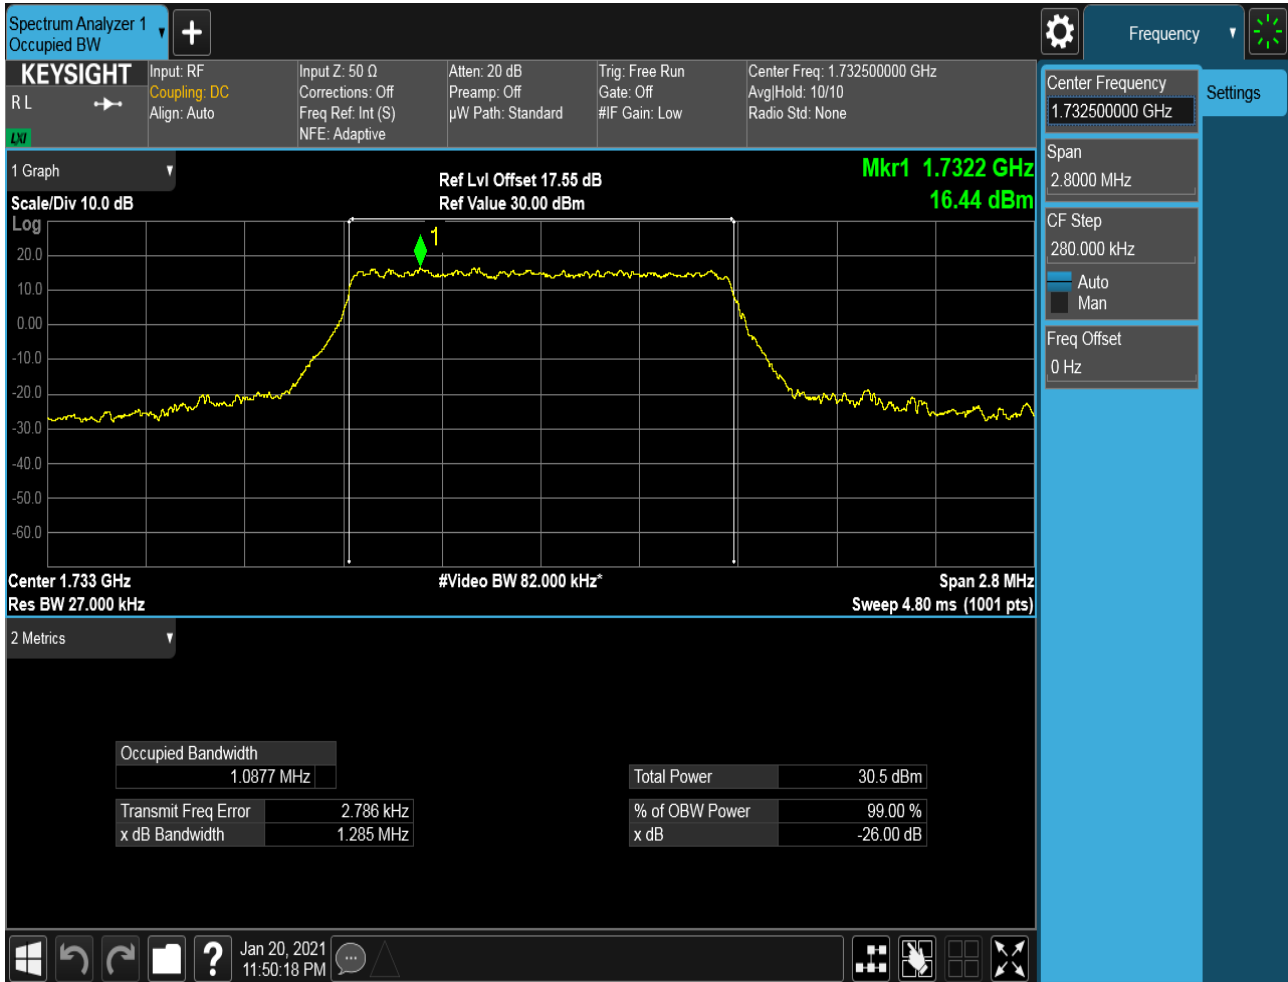 Spectrum Analyzer 1
Occupied BW
Frequency
KEYSIGHT
R L
LXI
Input: RF
Coupling: DC
Align: Auto
Input Z: 50 Ω
Corrections: Off
Freq Ref: Int (S)
NFE: Adaptive
Atten: 20 dB
Preamp: Off
µW Path: Standard
Trig: Free Run
Gate: Off
#IF Gain: Low
Center Freq: 1.732500000 GHz
Avg|Hold: 10/10
Radio Std: None
Center Frequency
1.732500000 GHz
Settings
Span
2.8000 MHz
CF Step
280.000 kHz
Auto
Man
Freq Offset
0 Hz
1 Graph
Scale/Div 10.0 dB
Log
Ref Lvl Offset 17.55 dB
Ref Value 30.00 dBm
Mkr1 1.7322 GHz
16.44 dBm
1
20.0
10.0
0.00
-10.0
-20.0
-30.0
-40.0
-50.0
-60.0
Center 1.733 GHz
Res BW 27.000 kHz
#Video BW 82.000 kHz*
Span 2.8 MHz
Sweep 4.80 ms (1001 pts)
2 Metrics
Occupied Bandwidth
1.0877 MHz
Transmit Freq Error 2.786 kHz
x dB Bandwidth 1.285 MHz
Total Power 30.5 dBm
% of OBW Power 99.00 %
x dB -26.00 dB
?
Jan 20, 2021
11:50:18 PM